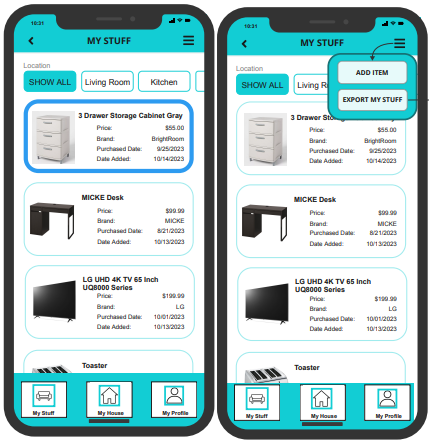 10:31
MY STUFF
Location
SHOW ALL
Living Room
Kitchen
3 Drawer Storage Cabinet Gray
Price: $55.00
Brand: BrightRoom
Purchased Date: 9/25/2023
Date Added: 10/14/2023
MICKE Desk
Price: $99.99
Brand: MICKE
Purchased Date: 8/21/2023
Date Added: 10/13/2023
LG UHD 4K TV 65 Inch
UQ8000 Series
Price: $199.99
Brand: LG
Purchased Date: 10/01/2023
Date Added: 10/13/2023
Toaster
My Stuff
My House
My Profile
10:31
MY STUFF
ADD ITEM
EXPORT MY STUFF
Location
SHOW ALL
Living R
3 Drawer Sto
Price: $55.00
Brand: BrightRoom
Purchased Date: 9/25/2023
Date Added: 10/14/2023
MICKE Desk
Price: $99.99
Brand: MICKE
Purchased Date: 8/21/2023
Date Added: 10/13/2023
LG UHD 4K TV 65 Inch
UQ8000 Series
Price: $199.99
Brand: LG
Purchased Date: 10/01/2023
Date Added: 10/13/2023
Toaster
My Stuff
My House
My Profile